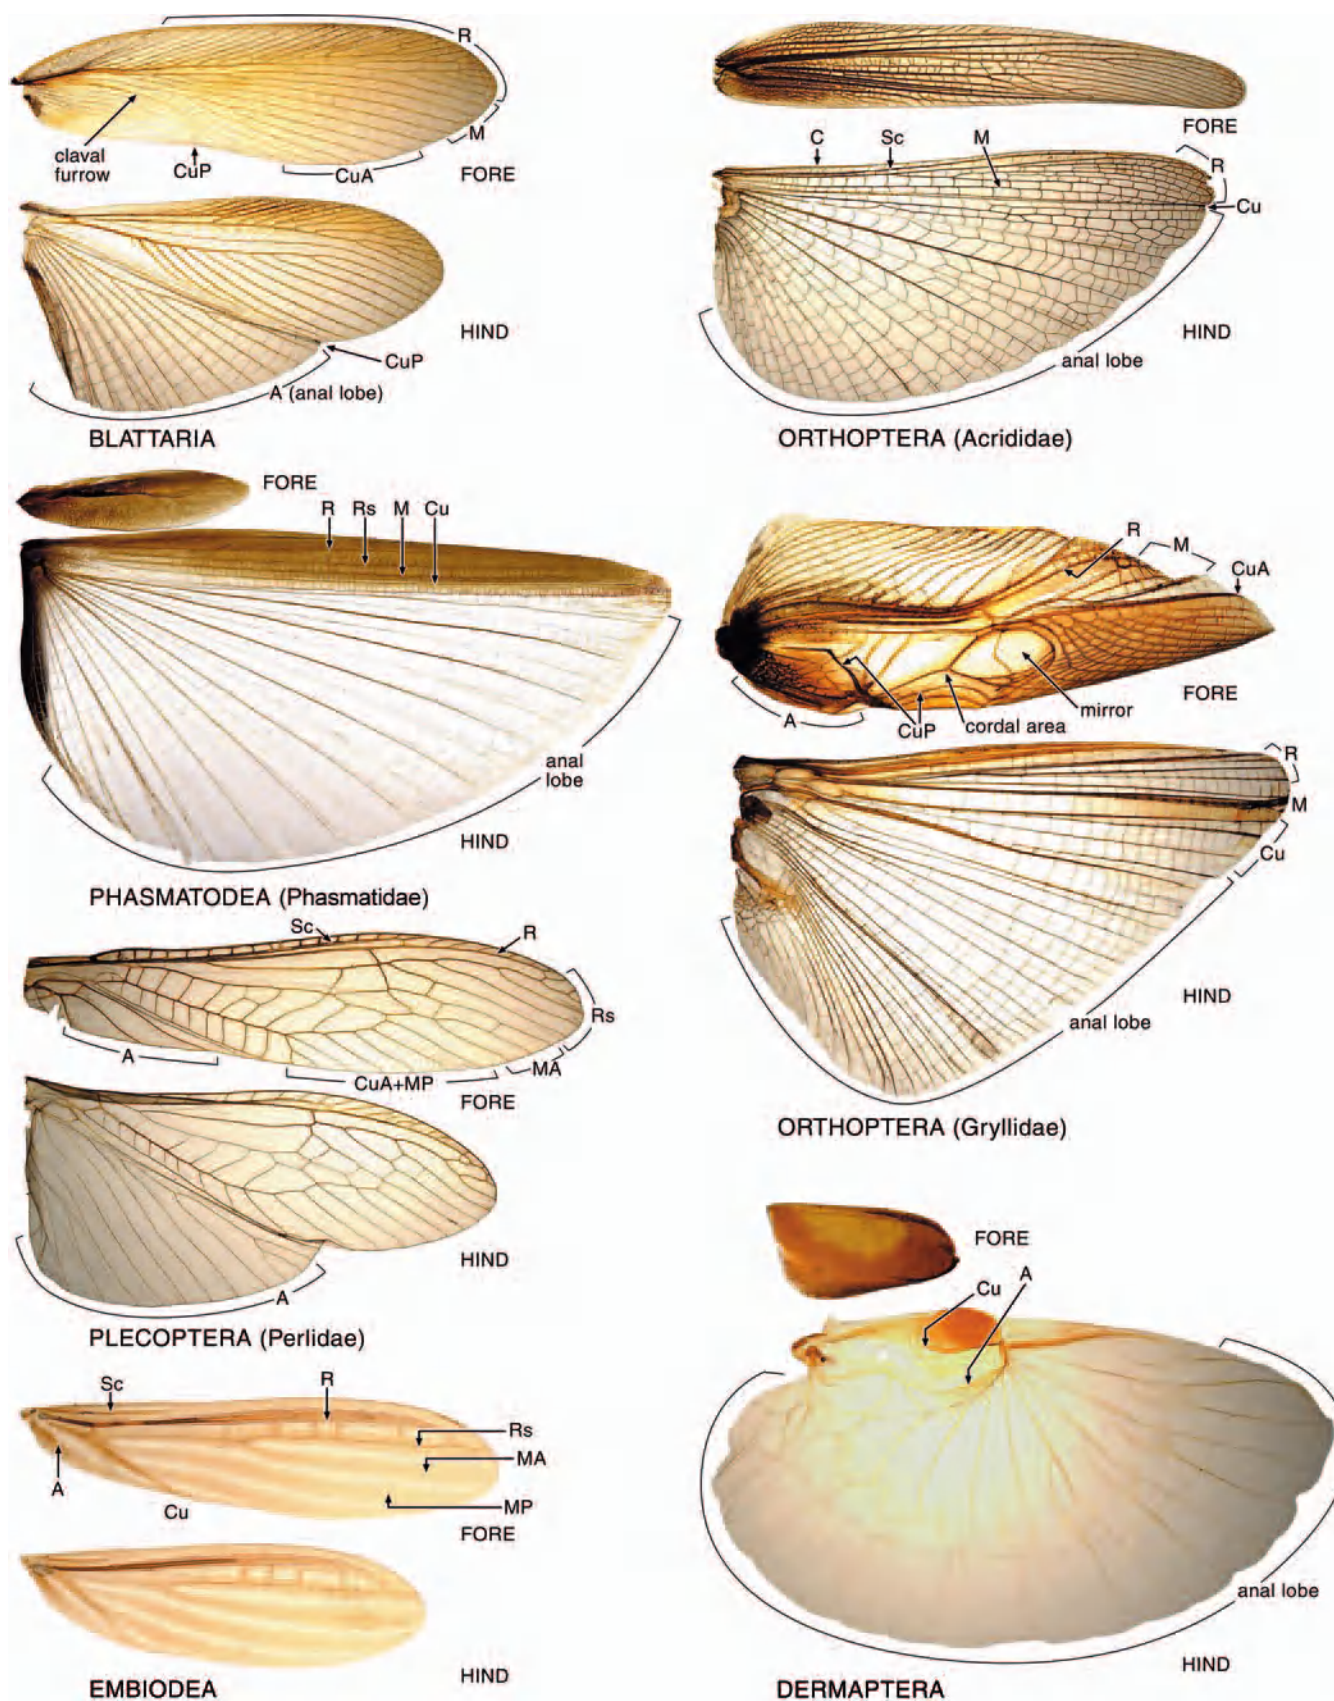 R
M
claval
furrow
CuP
CuA
FORE
HIND
CuP
A (anal lobe)
BLATTARIA
FORE
R Rs M Cu
anal
lobe
HIND
PHASMATODEA (Phasmatidae)
Sc
R
Rs
A
MA
CuA+MP
FORE
HIND
A
PLECOPTERA (Perlidae)
Sc
R
Rs
MA
A
Cu
MP
FORE
HIND
EMBIODEA
FORE
C Sc M
R
Cu
HIND
anal lobe
ORTHOPTERA (Acrididae)
R
M
CuA
FORE
A
mirror
CuP
cordal area
R
M
Cu
HIND
anal lobe
ORTHOPTERA (Gryllidae)
FORE
Cu
A
anal lobe
HIND
DERMAPTERA